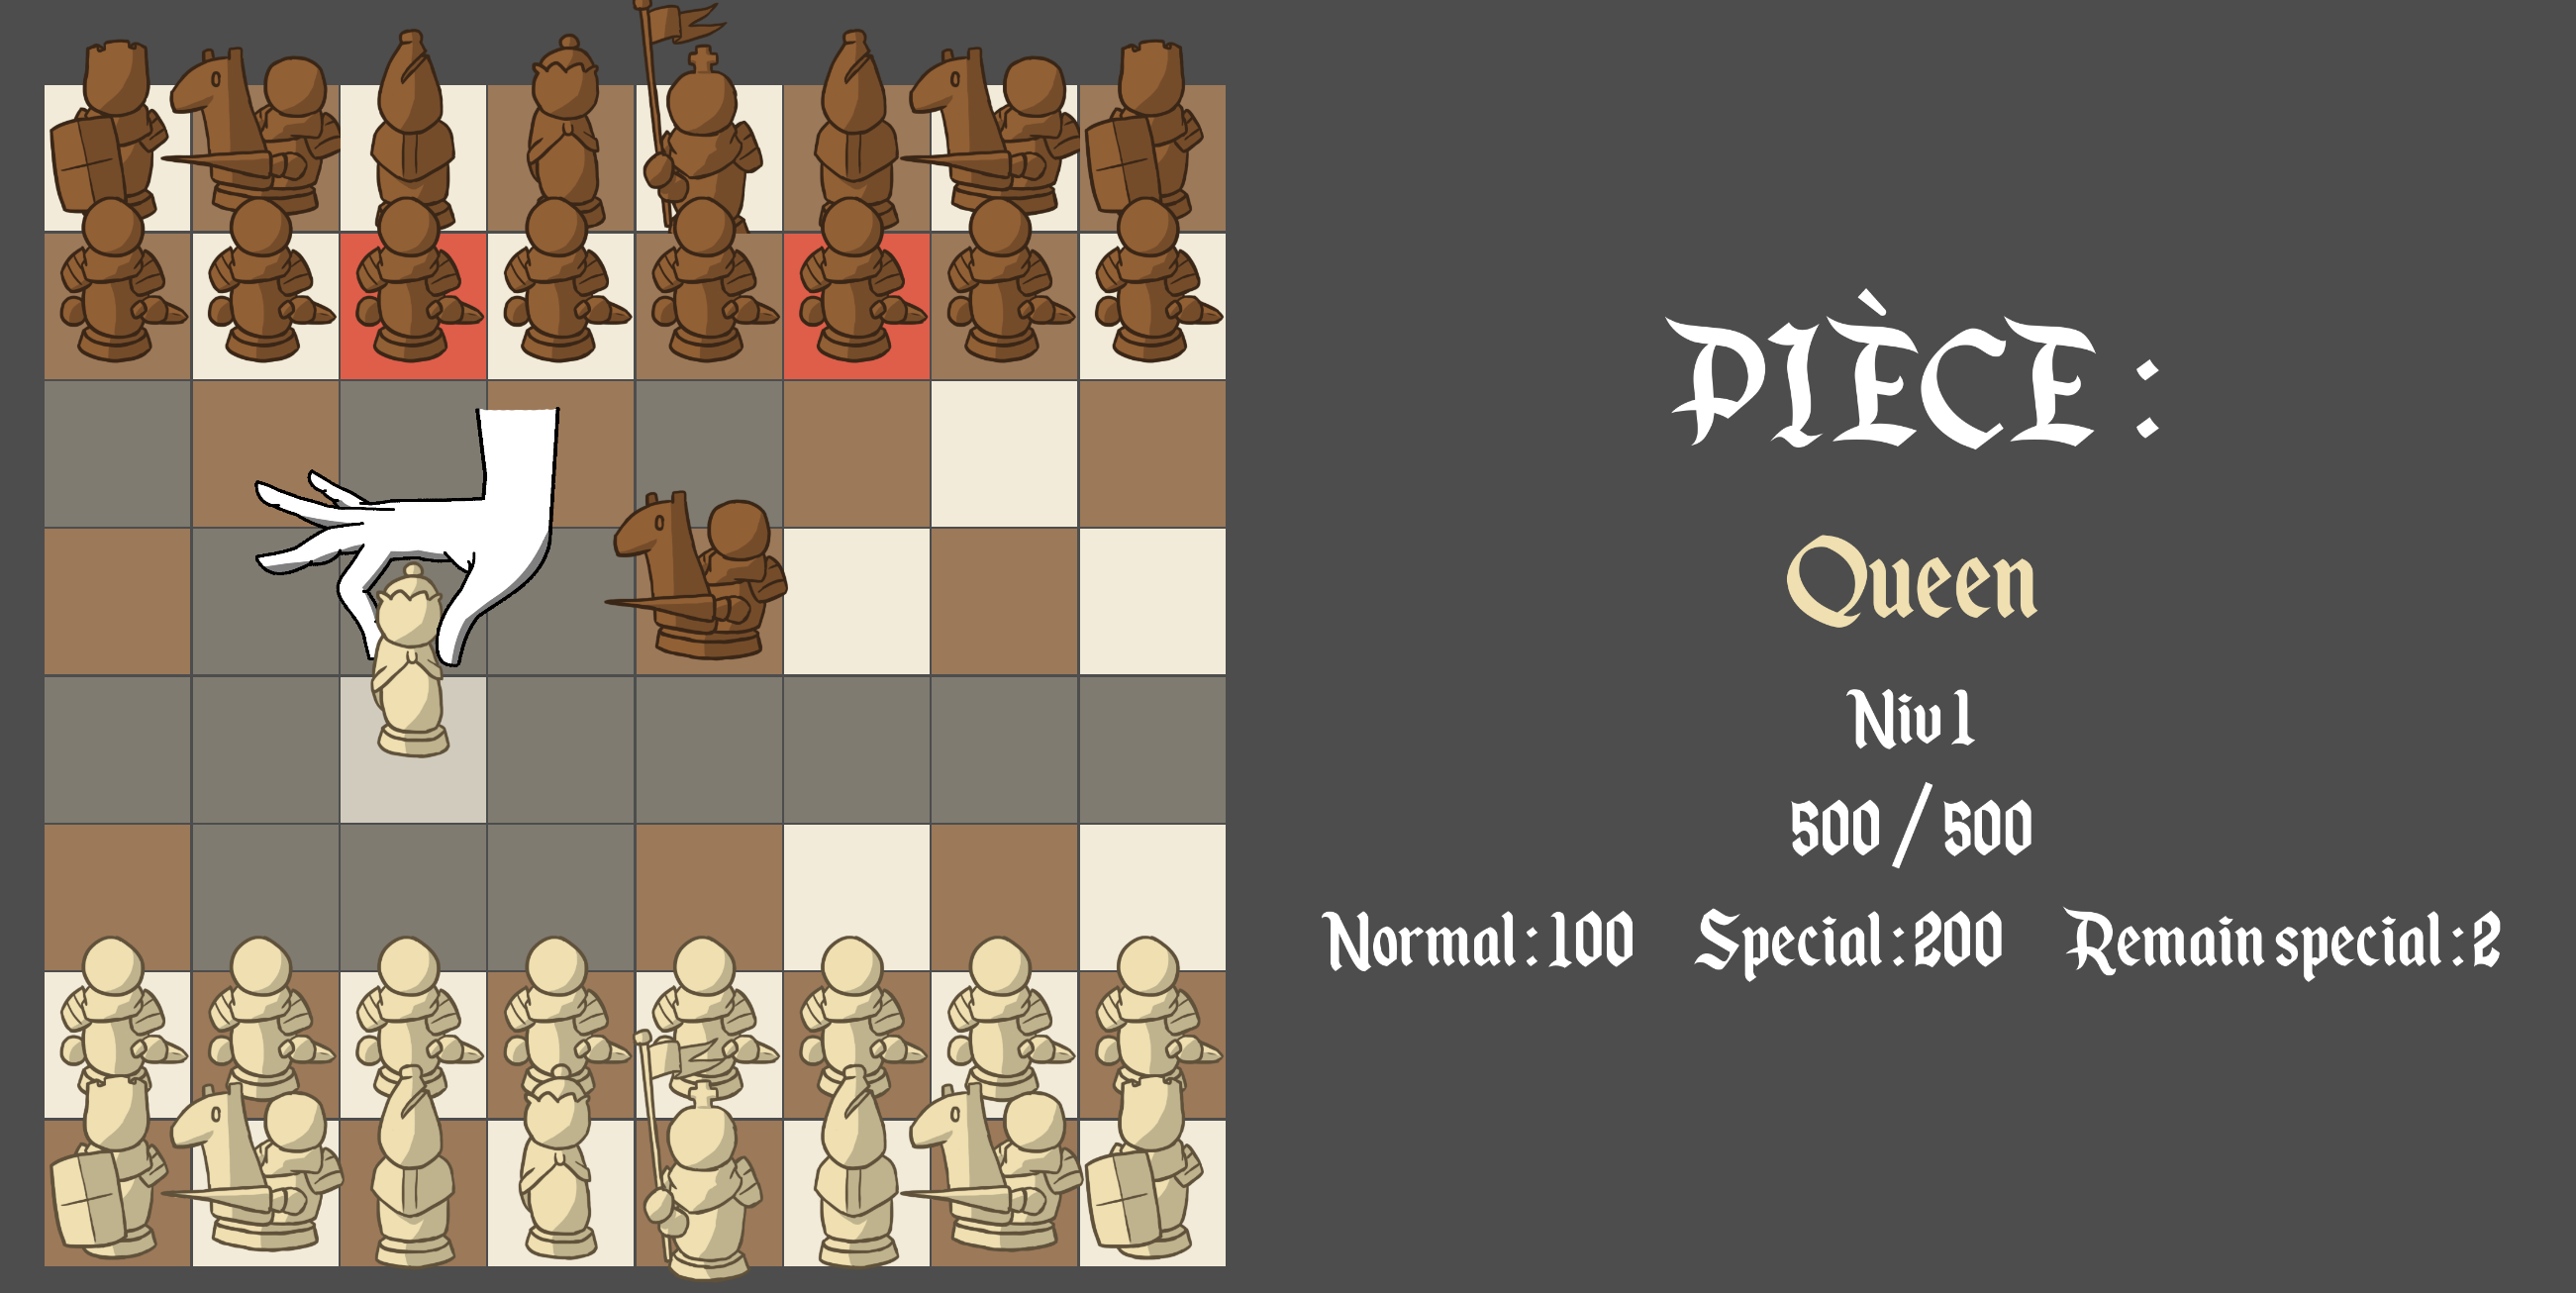 PIÈCE :
Queen
Niv 1
500 / 500
Normal : 100 Special : 200 Remain special : 2